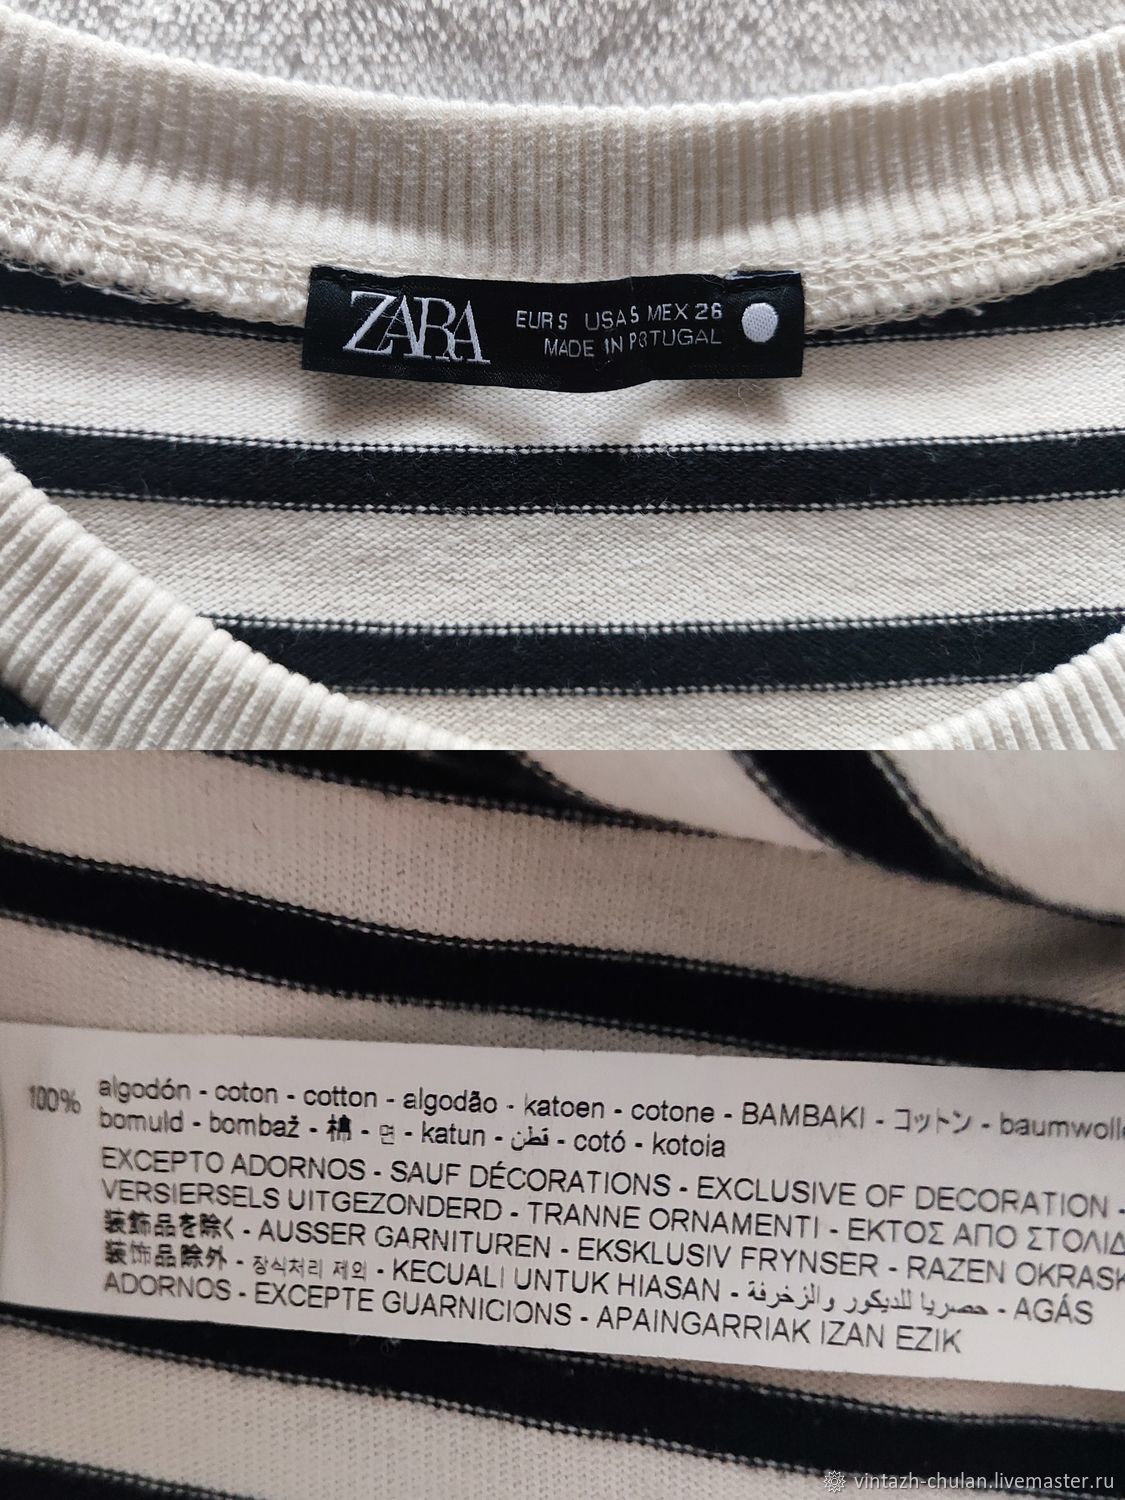 ZARA
EUR S USA S MEX 26
MADE IN PORTUGAL
100% algodón - coton - cotton - algodão - katoen - cotone - BAMBAKI - コットン - baumwolle
bomuld - bombaž - 棉 - 면 - katun - قطن - cotó - kotoia
EXCEPTO ADORNOS - SAUF DÉCORATIONS - EXCLUSIVE OF DECORATION -
VERSIERSELS UITGEZONDERD - TRANNE ORNAMENTI - ΕΚΤΟΣ ΑΠΟ ΣΤΟΛΙΔ
装飾品を除く - AUSSER GARNITUREN - EKSKLUSIV FRYNSER - RAZEN OKRASK
装饰品除外 - 장식처리 제외 - KECUALI UNTUK HIASAN - حصريا للديكور والزخرفة - AGÁS
ADORNOS - EXCEPTE GUARNICIONS - APAINGARRIAK IZAN EZIK
vintazh-chulan.livemaster.ru